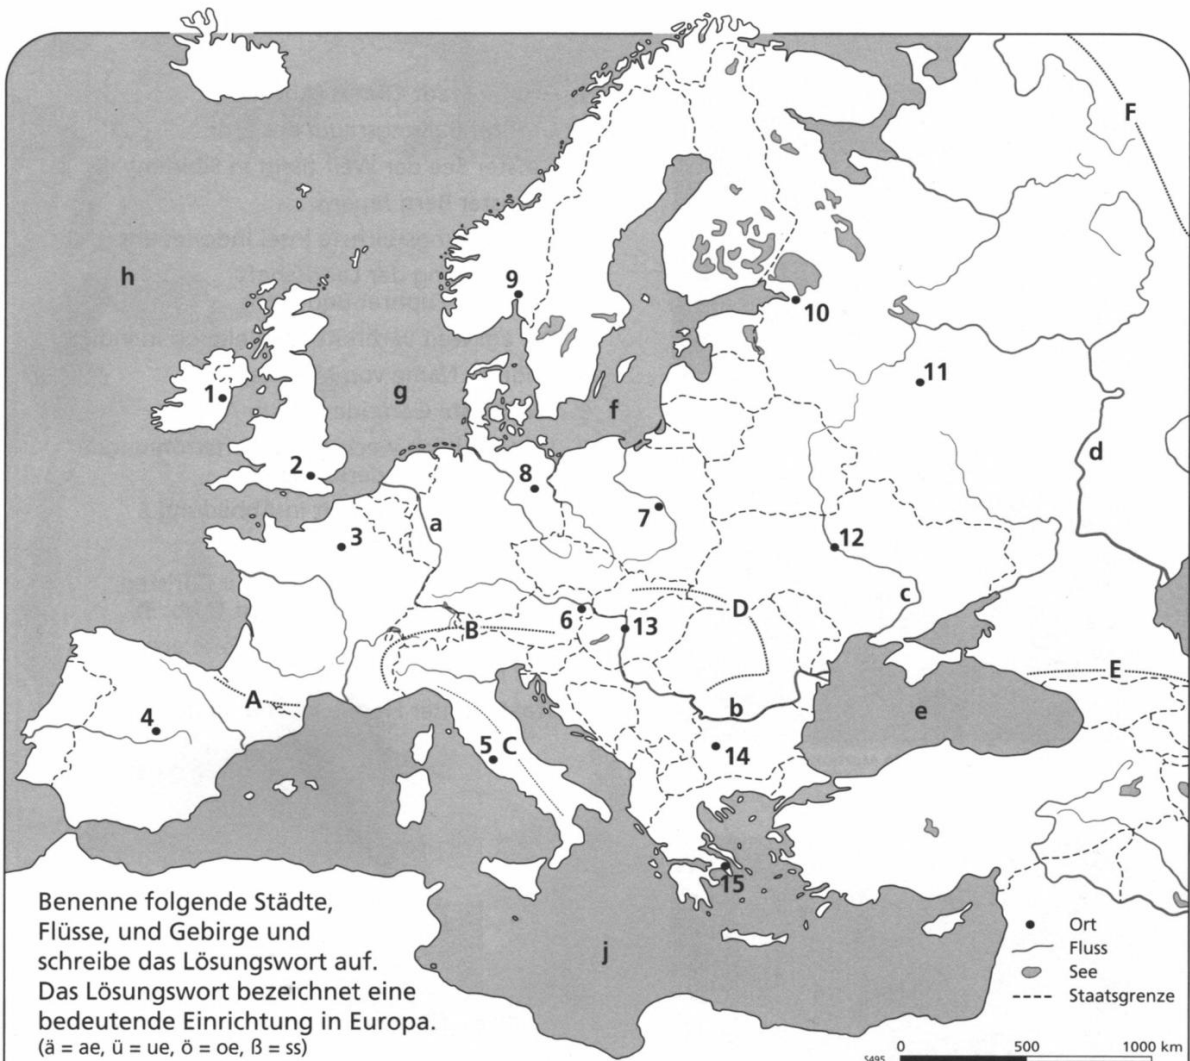 F
h
9
10
g
1
11
f
d
2
8
a
7
3
12
c
D
6
B
13
A
E
b
e
4
5 C
14
15
j
Benenne folgende Städte,
Flüsse, und Gebirge und
schreibe das Lösungswort auf.
Das Lösungswort bezeichnet eine
bedeutende Einrichtung in Europa.
(ä = ae, ü = ue, ö = oe, ß = ss)
Ort
Fluss
See
Staatsgrenze
0 500 1000 km
S495